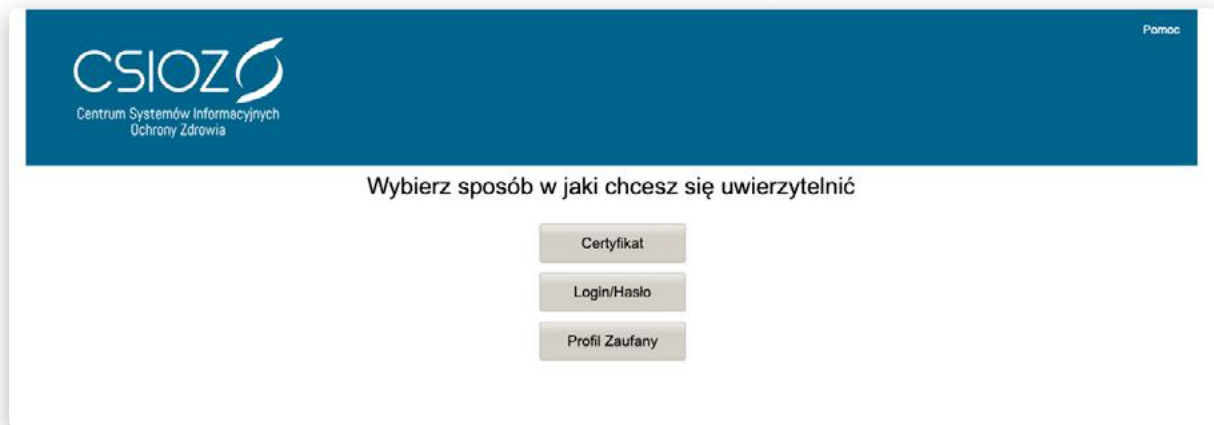 Pomoc
CSIOZ
Centrum Systemów Informacyjnych
Ochrony Zdrowia
Wybierz sposób w jaki chcesz się uwierzytelnić
Certyfikat
Login/Hasło
Profil Zaufany